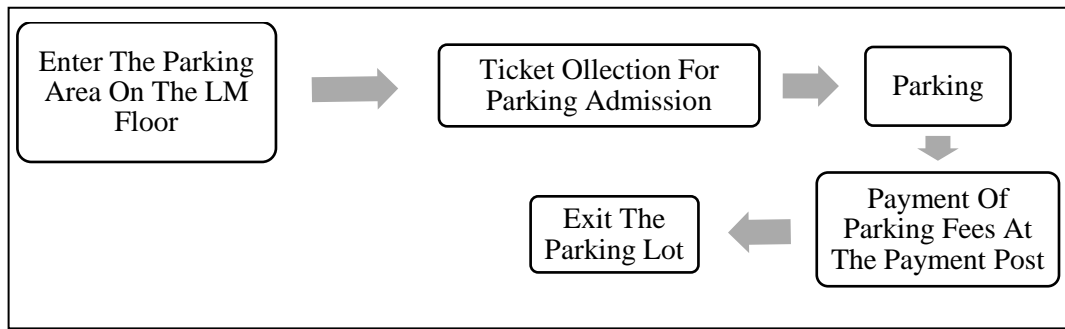 Enter The Parking
Area On The LM
Floor
Ticket Ollection For
Parking Admission
Parking
Payment Of
Parking Fees At
The Payment Post
Exit The
Parking Lot